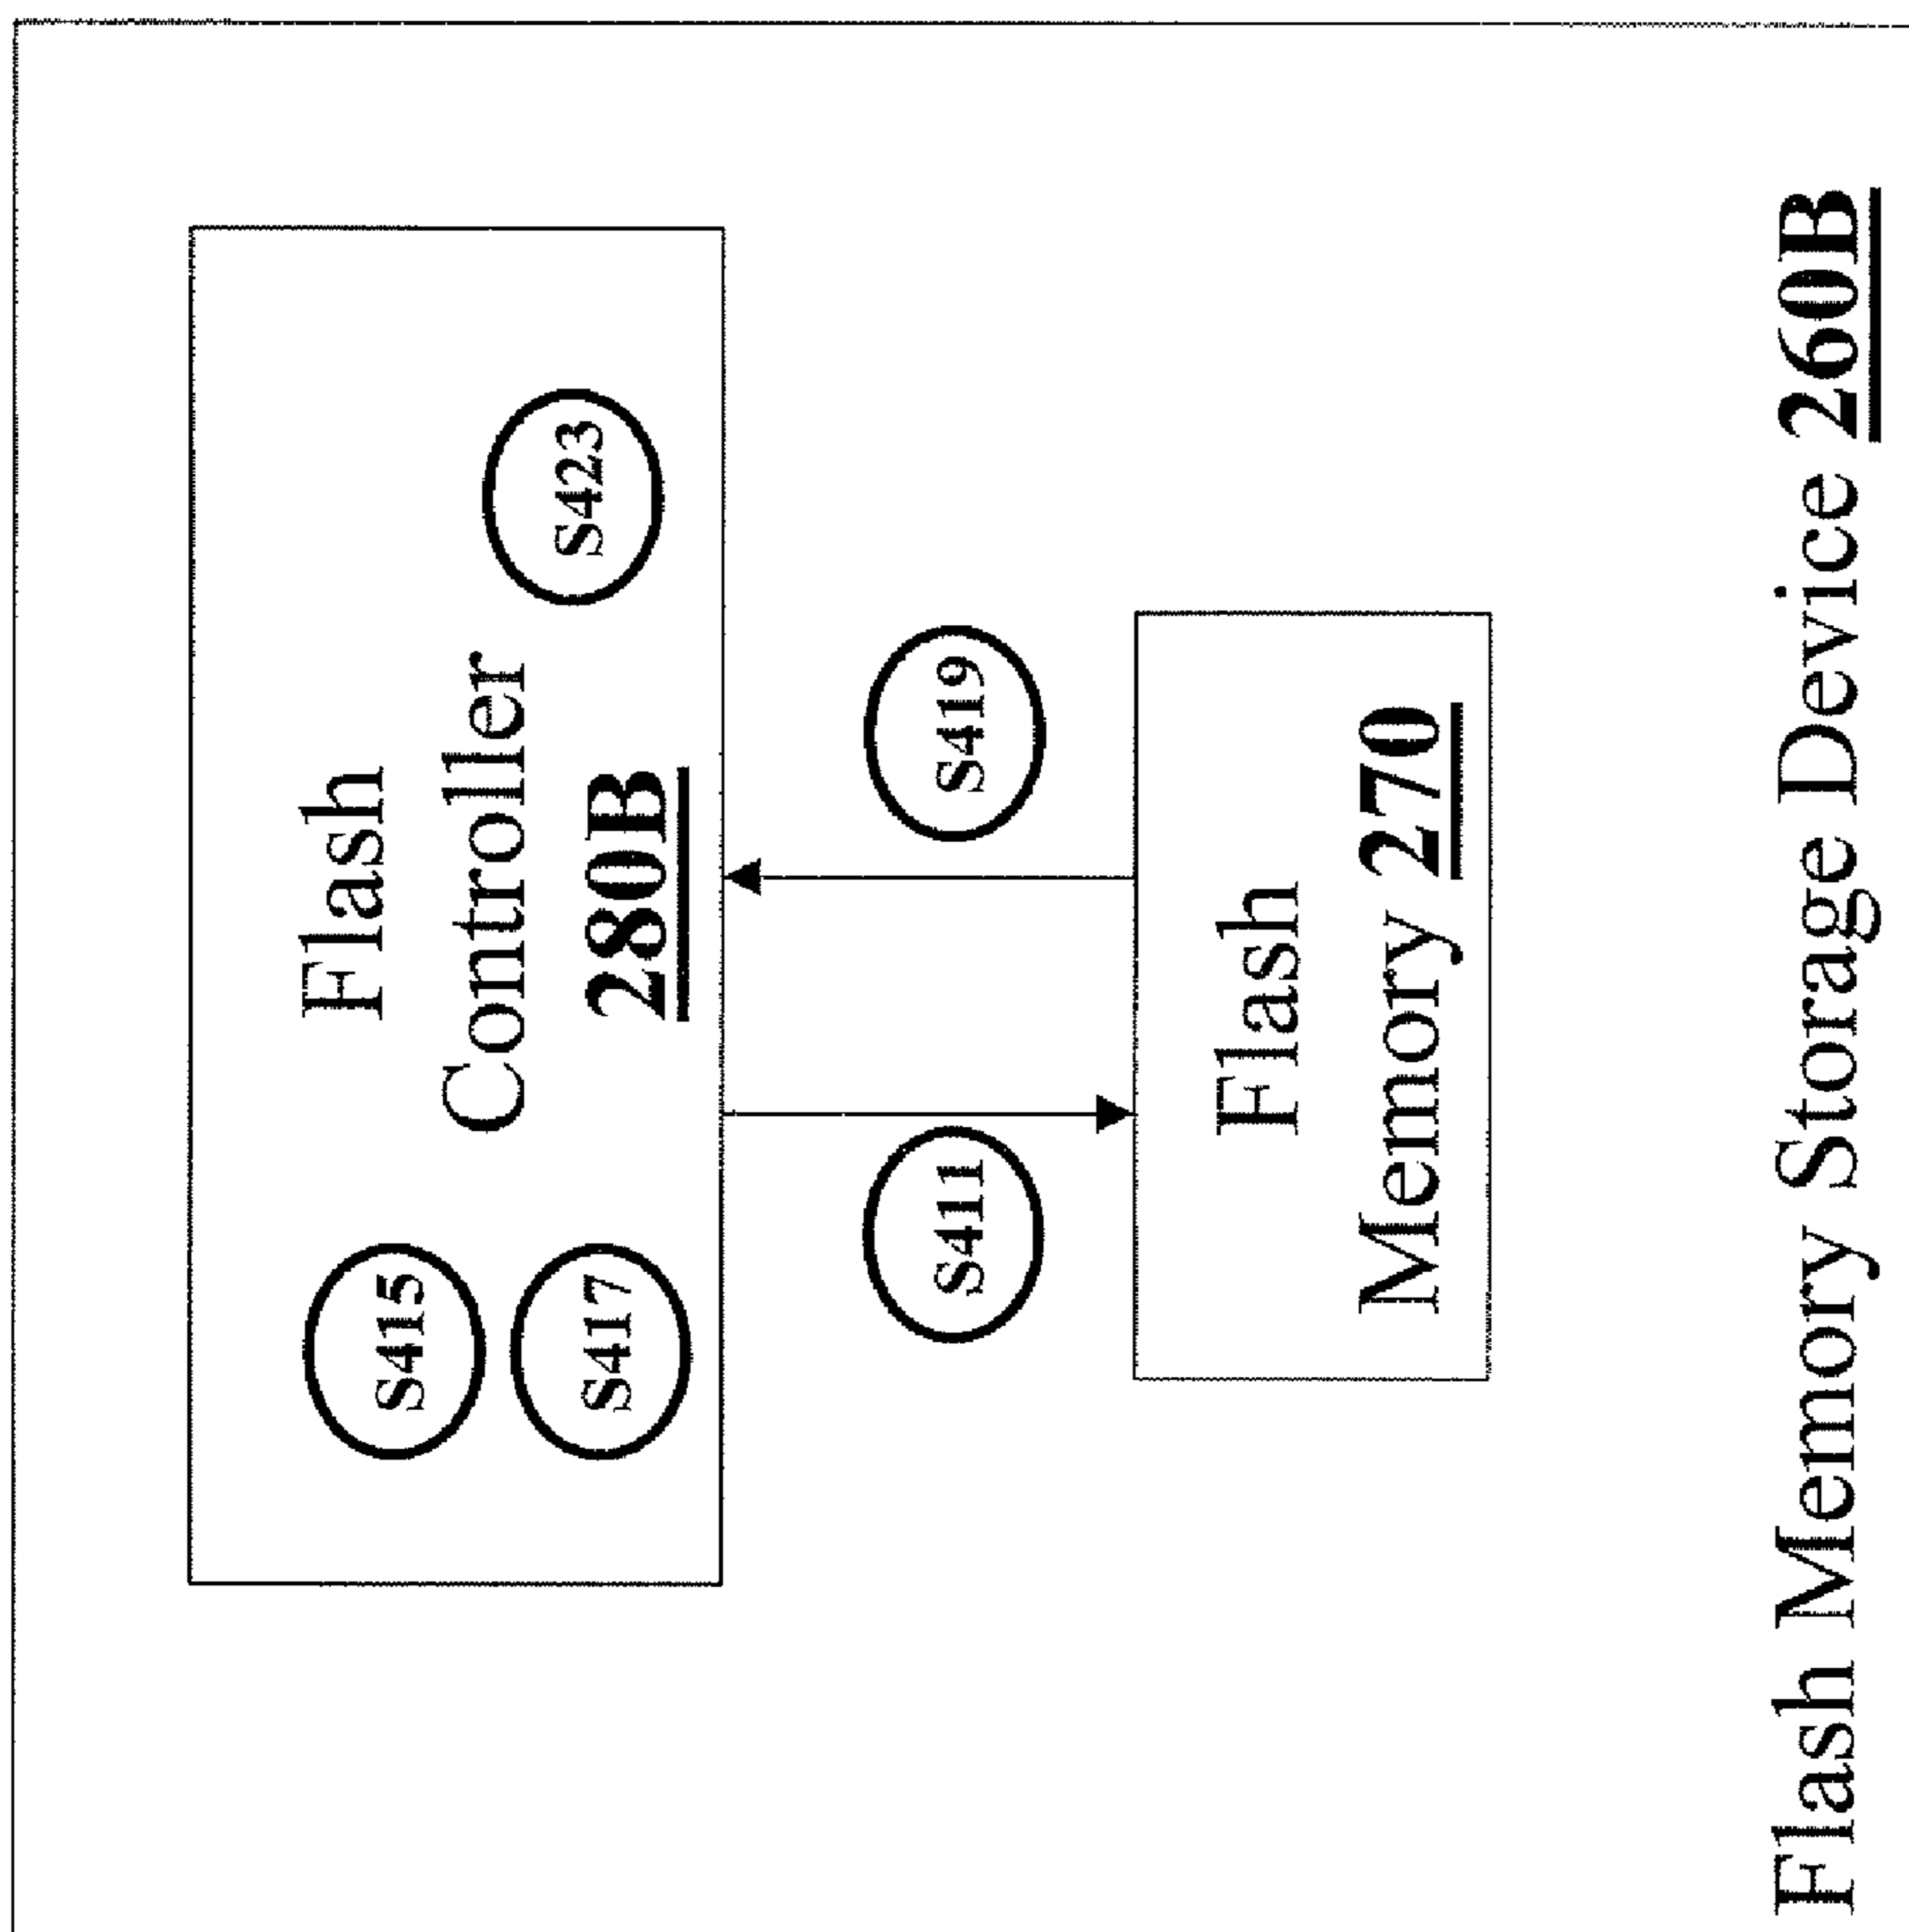 S415
S417
Flash
Controller
280B
S423
S411
S419
Flash
Memory 270
Flash Memory Storage Device 260B